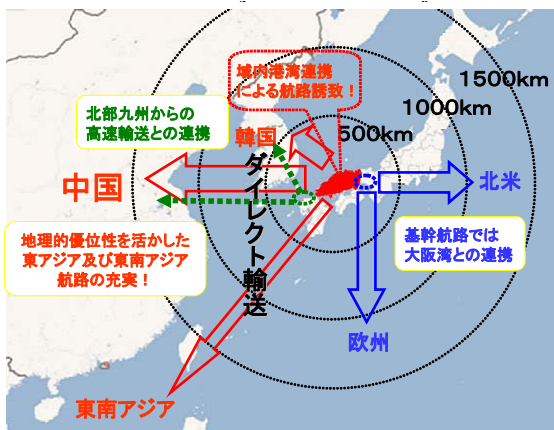 域内港湾連携
による航路誘致！
1500km
1000km
500km
北部九州からの
高速輸送との連携
韓国
中国
ダイレクト輸送
北米
地理的優位性を活かした
東アジア及び東南アジア
航路の充実！
基幹航路では
大阪湾との連携
欧州
東南アジア